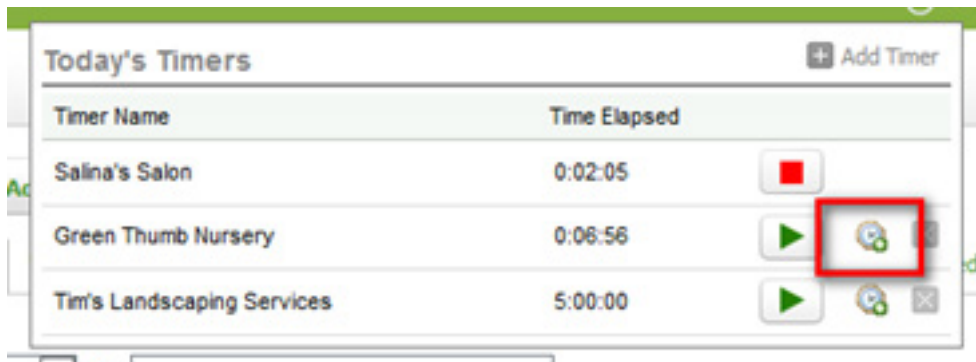 Today's Timers Add Timer
Timer Name Time Elapsed
Salina's Salon 0:02:05
Green Thumb Nursery 0:06:56
Tim's Landscaping Services 5:00:00